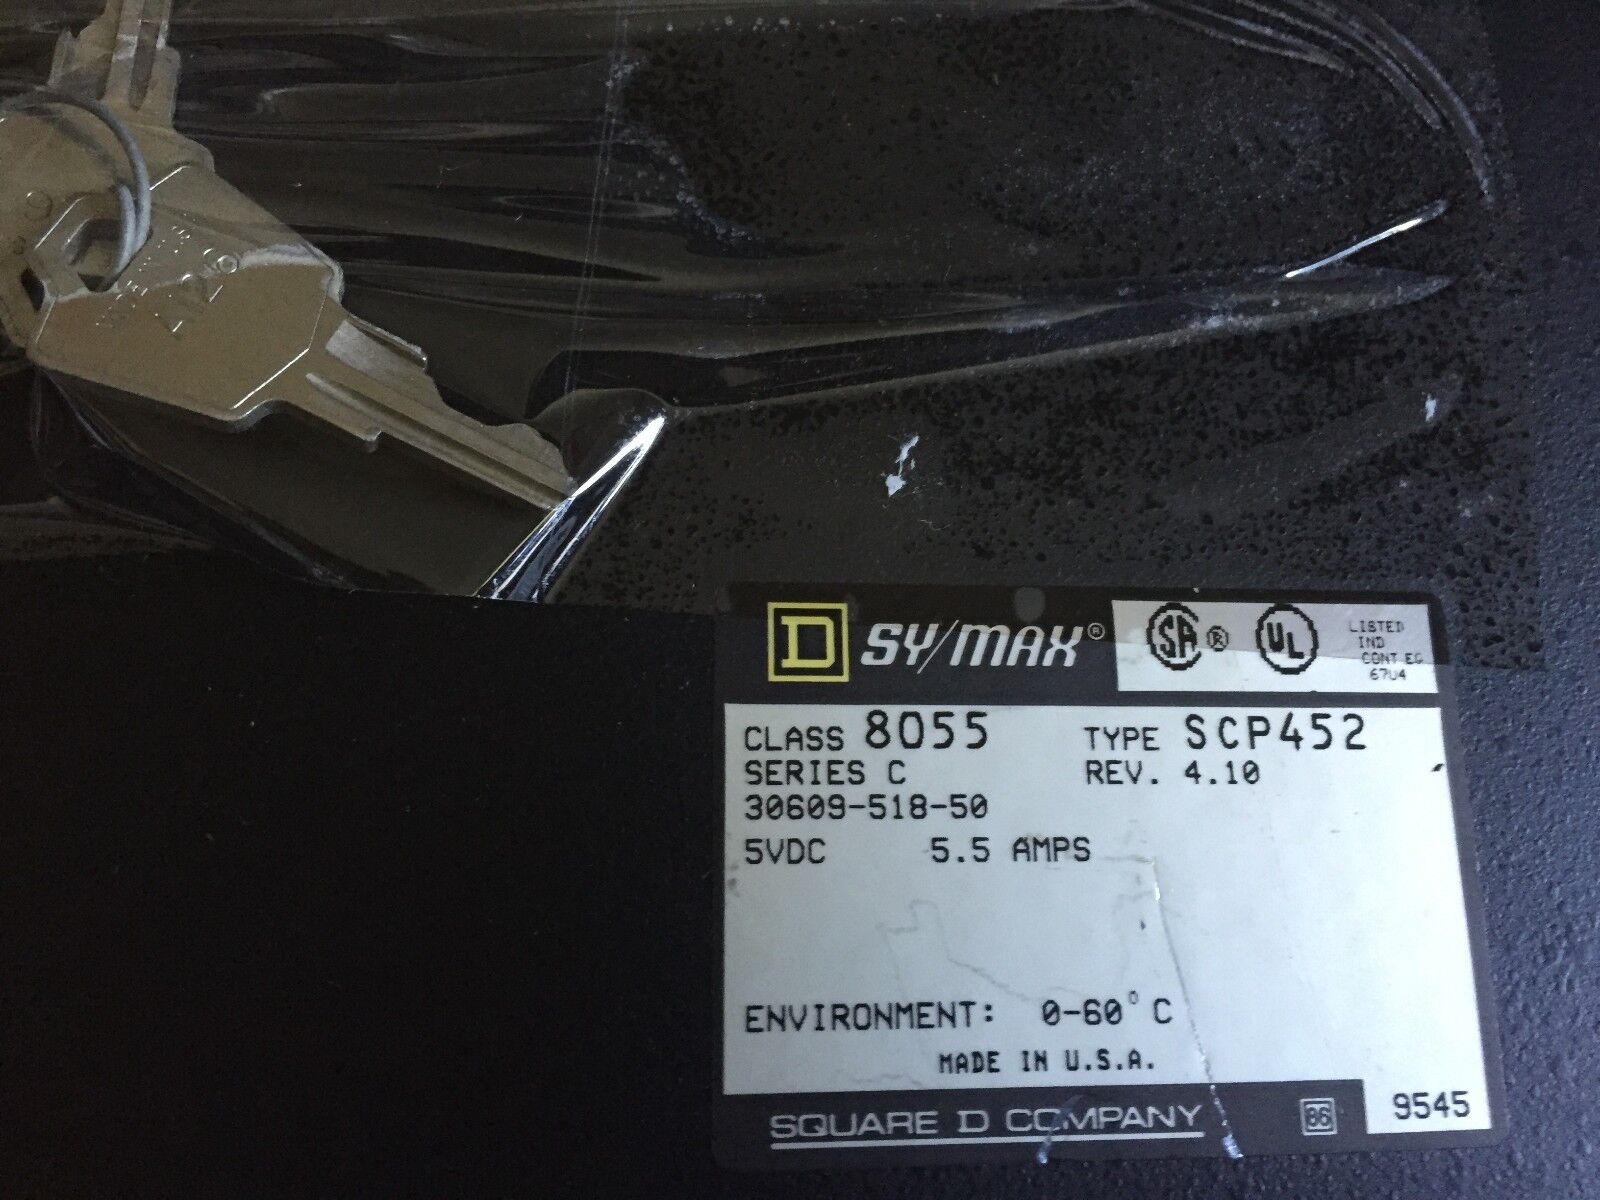 D SY/MAX®
SA ® UL LISTED
IND
CONT EQ
67U4
CLASS 8055 TYPE SCP452
SERIES C REV. 4.10
30609-518-50
5VDC 5.5 AMPS
ENVIRONMENT: 0-60° C
MADE IN U.S.A.
SQUARE D COMPANY 86 9545